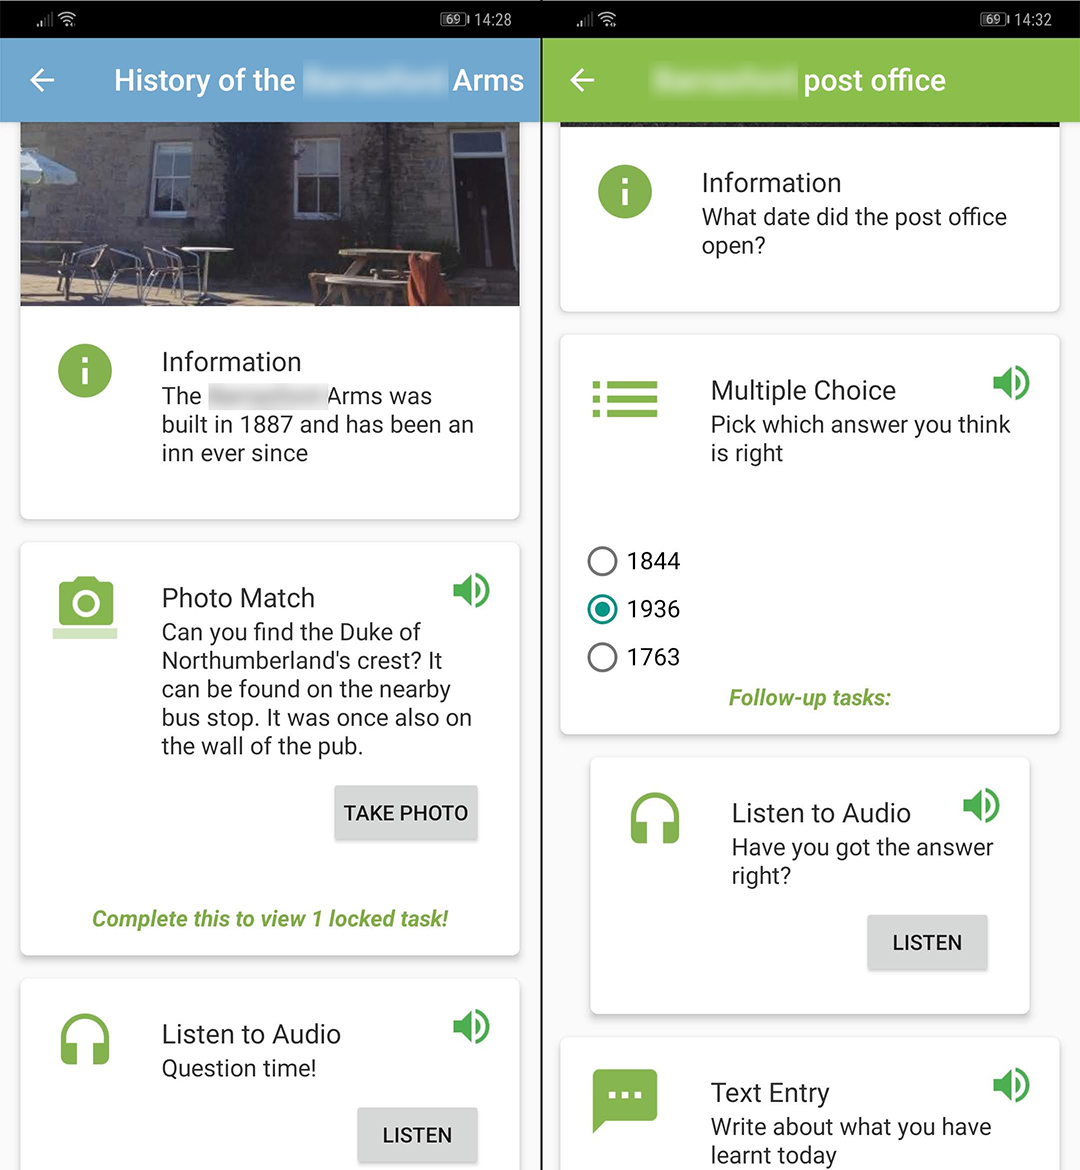 69 14:28
History of the Arms
Information
The Arms was
built in 1887 and has been an
inn ever since
Photo Match
Can you find the Duke of
Northumberland's crest? It
can be found on the nearby
bus stop. It was once also on
the wall of the pub.
TAKE PHOTO
Complete this to view 1 locked task!
Listen to Audio
Question time!
LISTEN
69 14:32
post office
Information
What date did the post office
open?
Multiple Choice
Pick which answer you think
is right
1844
1936
1763
Follow-up tasks:
Listen to Audio
Have you got the answer
right?
LISTEN
Text Entry
Write about what you have
learnt today